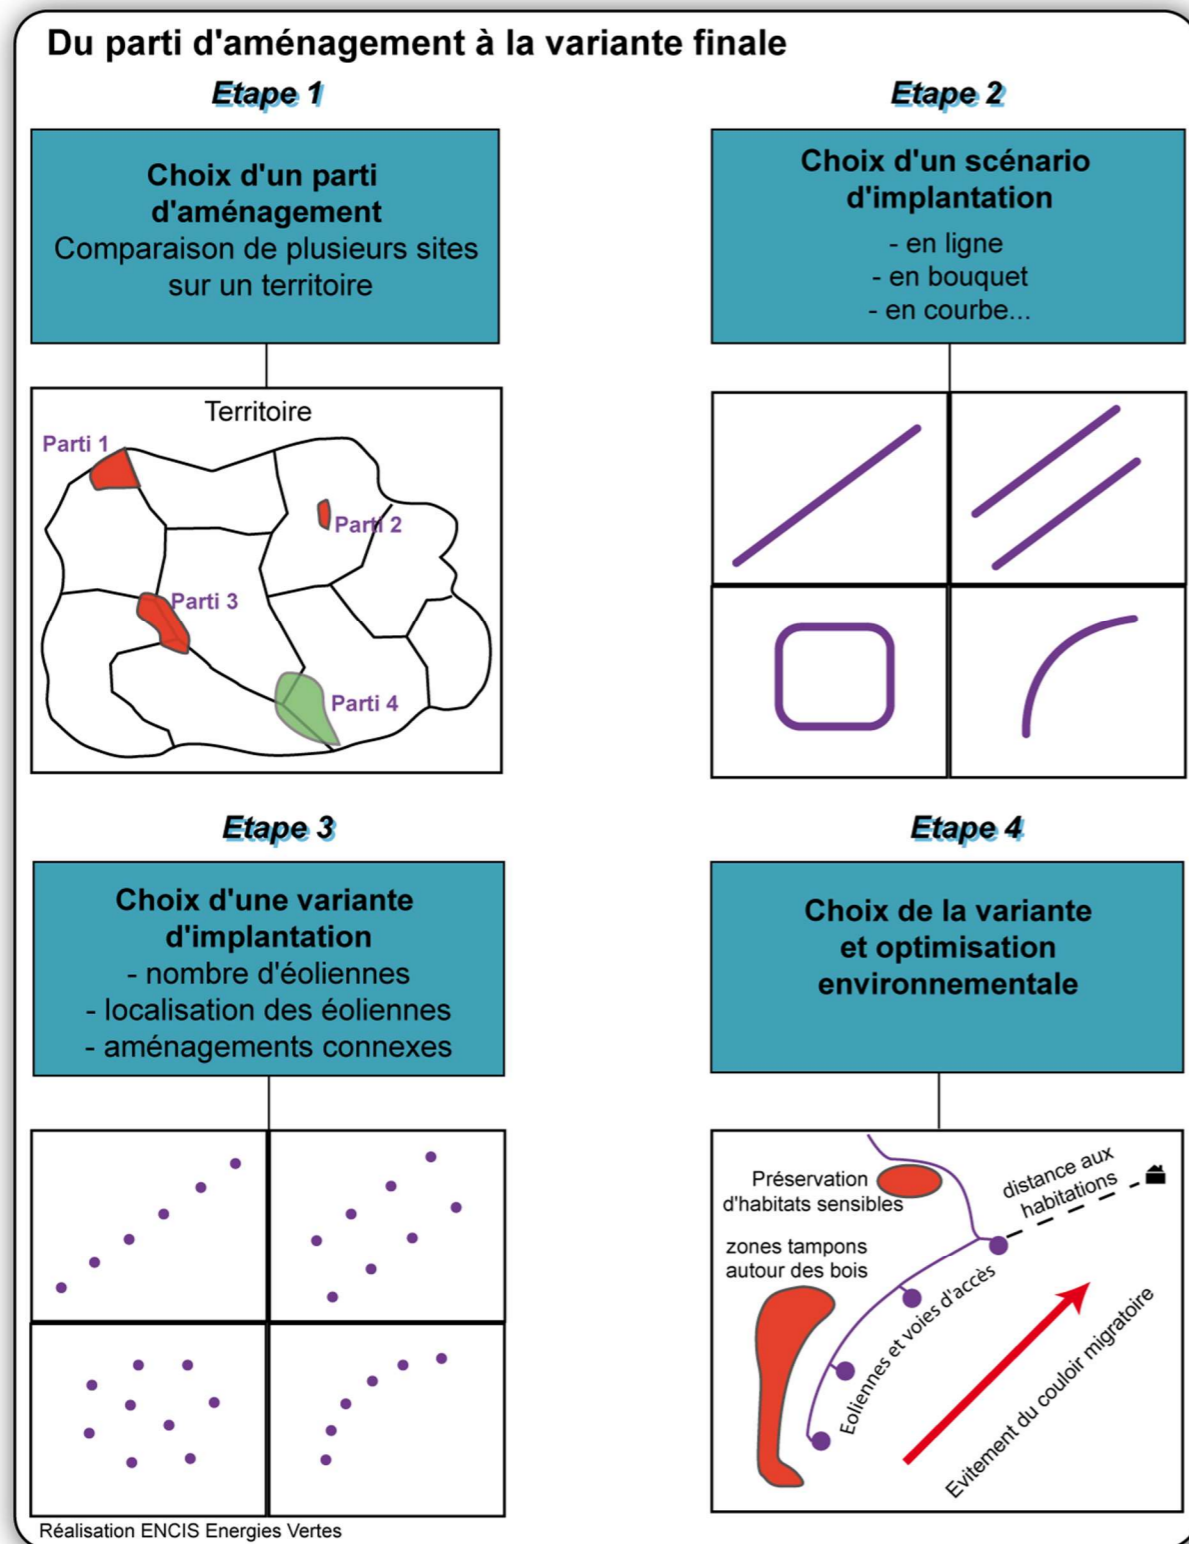 Du parti d'aménagement à la variante finale
Etape 1
Choix d'un parti
d'aménagement
Comparaison de plusieurs sites
sur un territoire
Territoire
Parti 1
Parti 2
Parti 3
Parti 4
Etape 2
Choix d'un scénario
d'implantation
- en ligne
- en bouquet
- en courbe...
Etape 3
Choix d'une variante
d'implantation
- nombre d'éoliennes
- localisation des éoliennes
- aménagements connexes
Etape 4
Choix de la variante
et optimisation
environnementale
Préservation
d'habitats sensibles
distance aux
habitations
zones tampons
autour des bois
Eoliennes et voies d'accès
Evitement du couloir migratoire
Réalisation ENCIS Energies Vertes